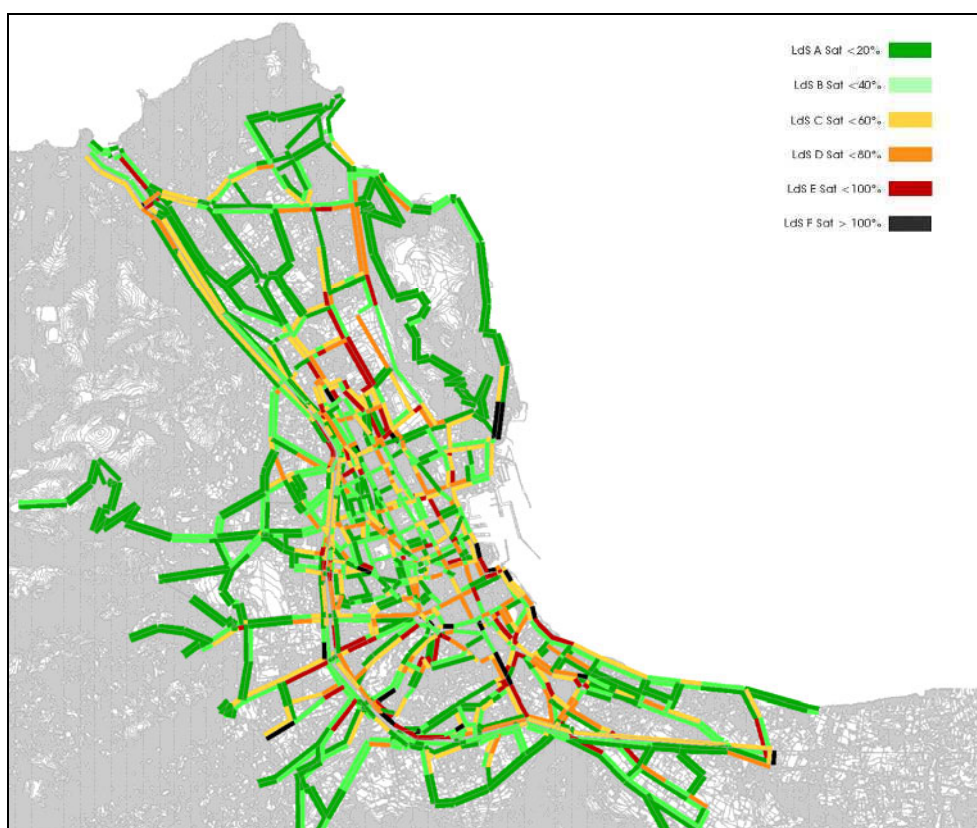 LdS A Sat <20%
LdS B Sat <40%
LdS C Sat <60%
LdS D Sat <80%
LdS E Sat <100%
LdS F Sat > 100%